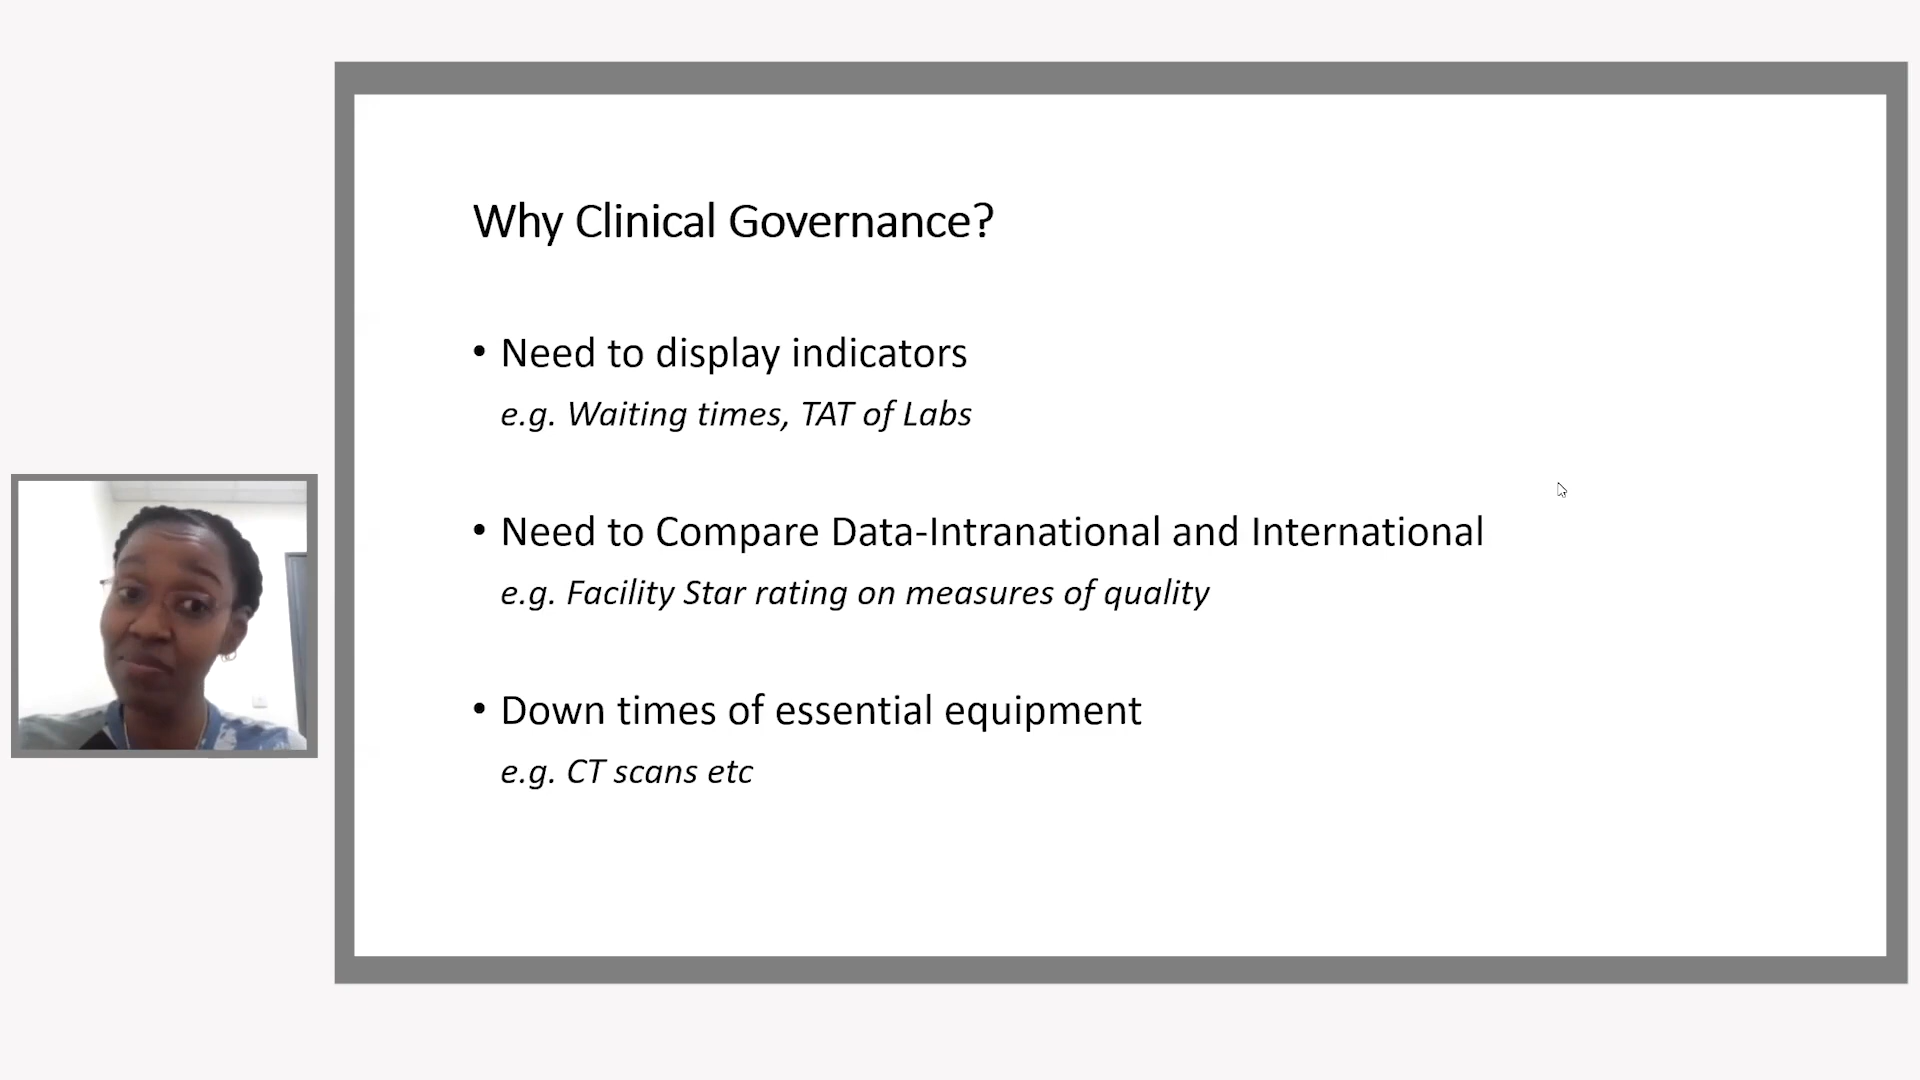 Why Clinical Governance?
• Need to display indicators
e.g. Waiting times, TAT of Labs
• Need to Compare Data-Intranational and International
e.g. Facility Star rating on measures of quality
• Down times of essential equipment
e.g. CT scans etc